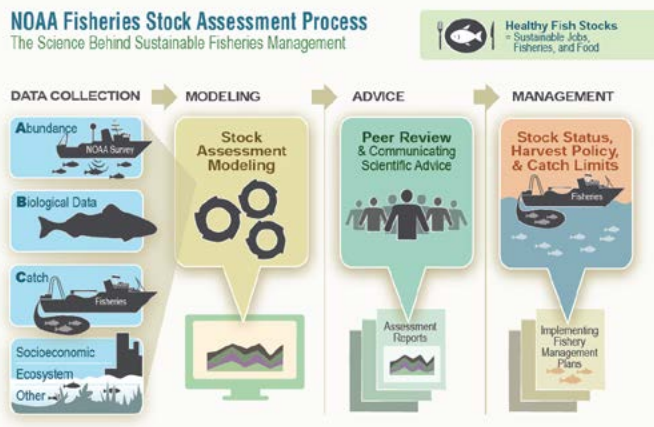 NOAA Fisheries Stock Assessment Process
The Science Behind Sustainable Fisheries Management
Healthy Fish Stocks
= Sustainable Jobs,
Fisheries, and Food
DATA COLLECTION
MODELING
ADVICE
MANAGEMENT
Abundance
NOAA Survey
Biological Data
Catch
Fisheries
Socioeconomic
Ecosystem
Other
Stock
Assessment
Modeling
Peer Review
& Communicating
Scientific Advice
Assessment
Reports
Stock Status,
Harvest Policy,
& Catch Limits
Fisheries
Implementing
Fishery
Management
Plans